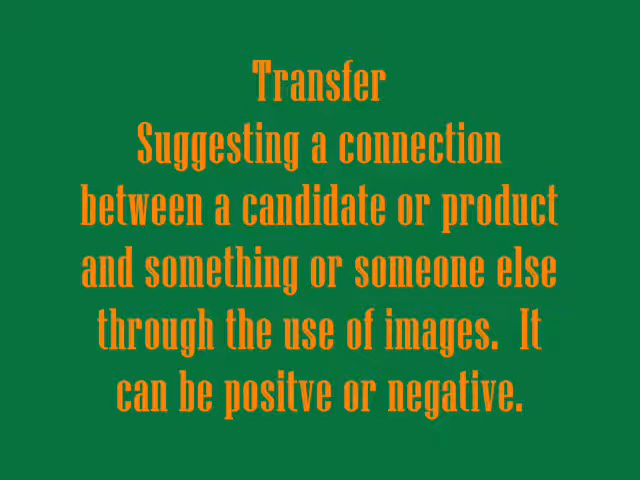 Transfer
Suggesting a connection
between a candidate or product
and something or someone else
through the use of images.  It
can be positve or negative.